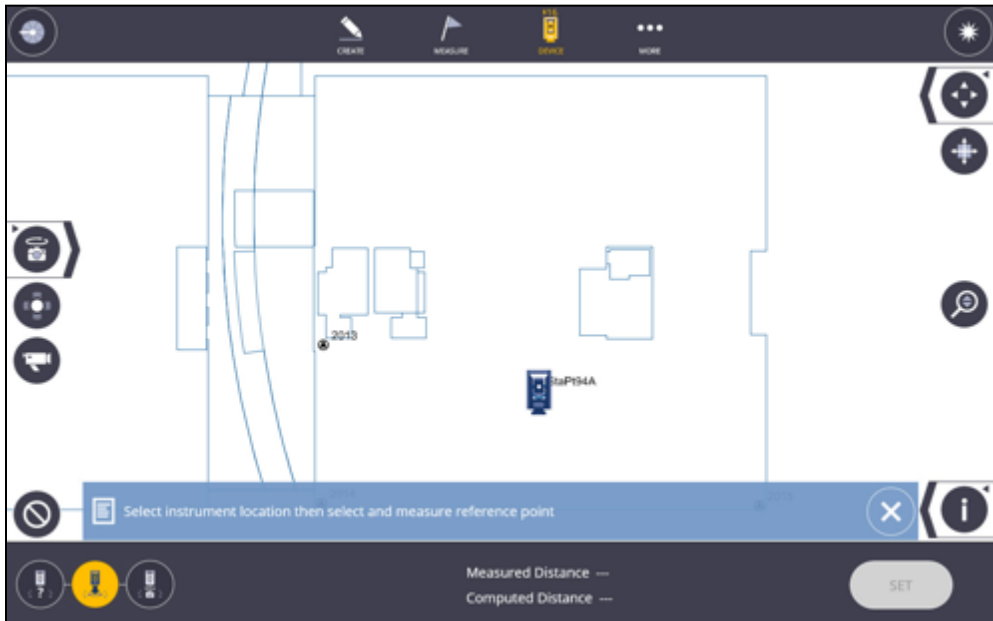 CREATE
MEASURE
DEVICE
MORE
2013
StaPt94A
Select instrument location then select and measure reference point
i
Measured Distance ---
Computed Distance ---
SET
?